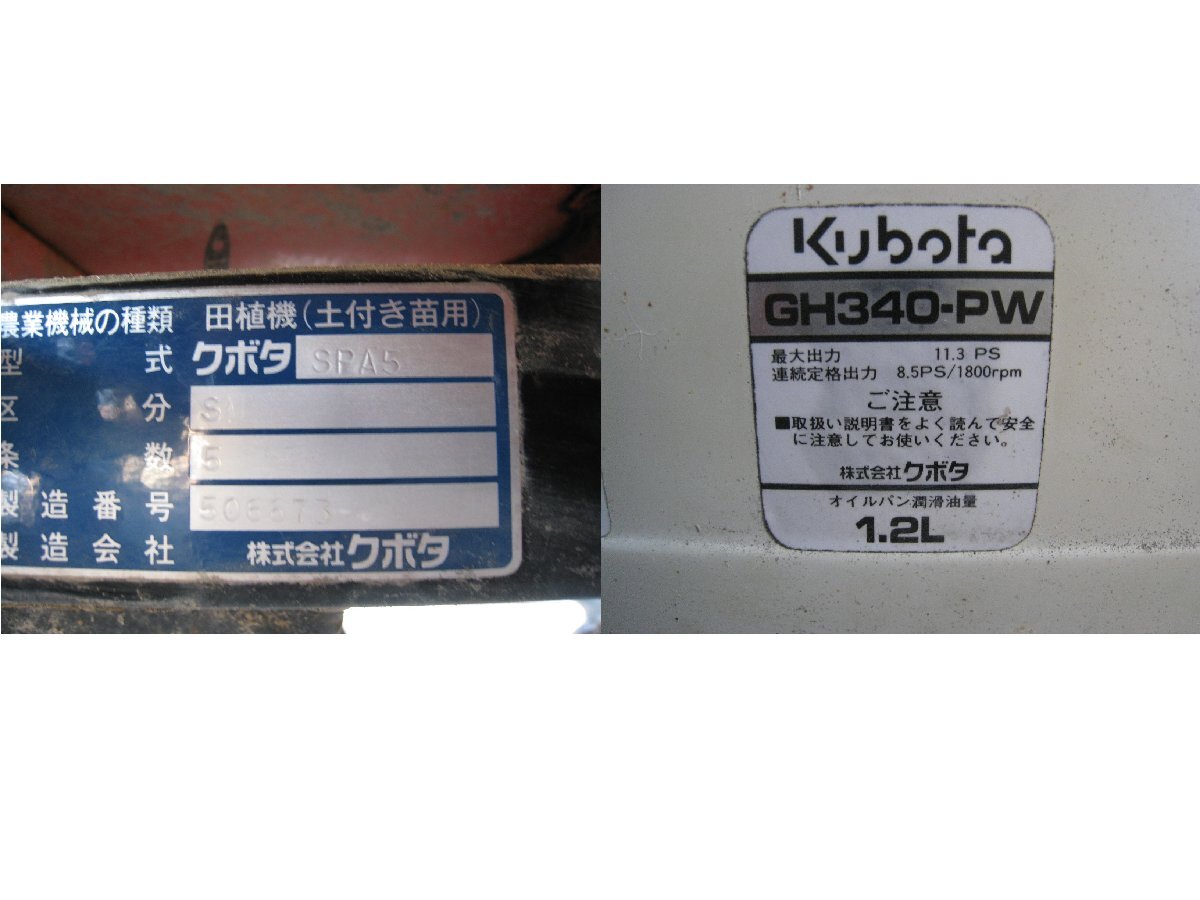 農業機械の種類 田植機(土付き苗用)
型 式 クボタ SPA5
区 分
条 数 5
製造番号 506673
製造会社 株式会社クボタ
Kubota
GH340-PW
最大出力 11.3 PS
連続定格出力 8.5PS/1800rpm
ご注意
■取扱い説明書をよく読んで安全
に注意してお使いください。
株式会社クボタ
オイルパン潤滑油量
1.2L